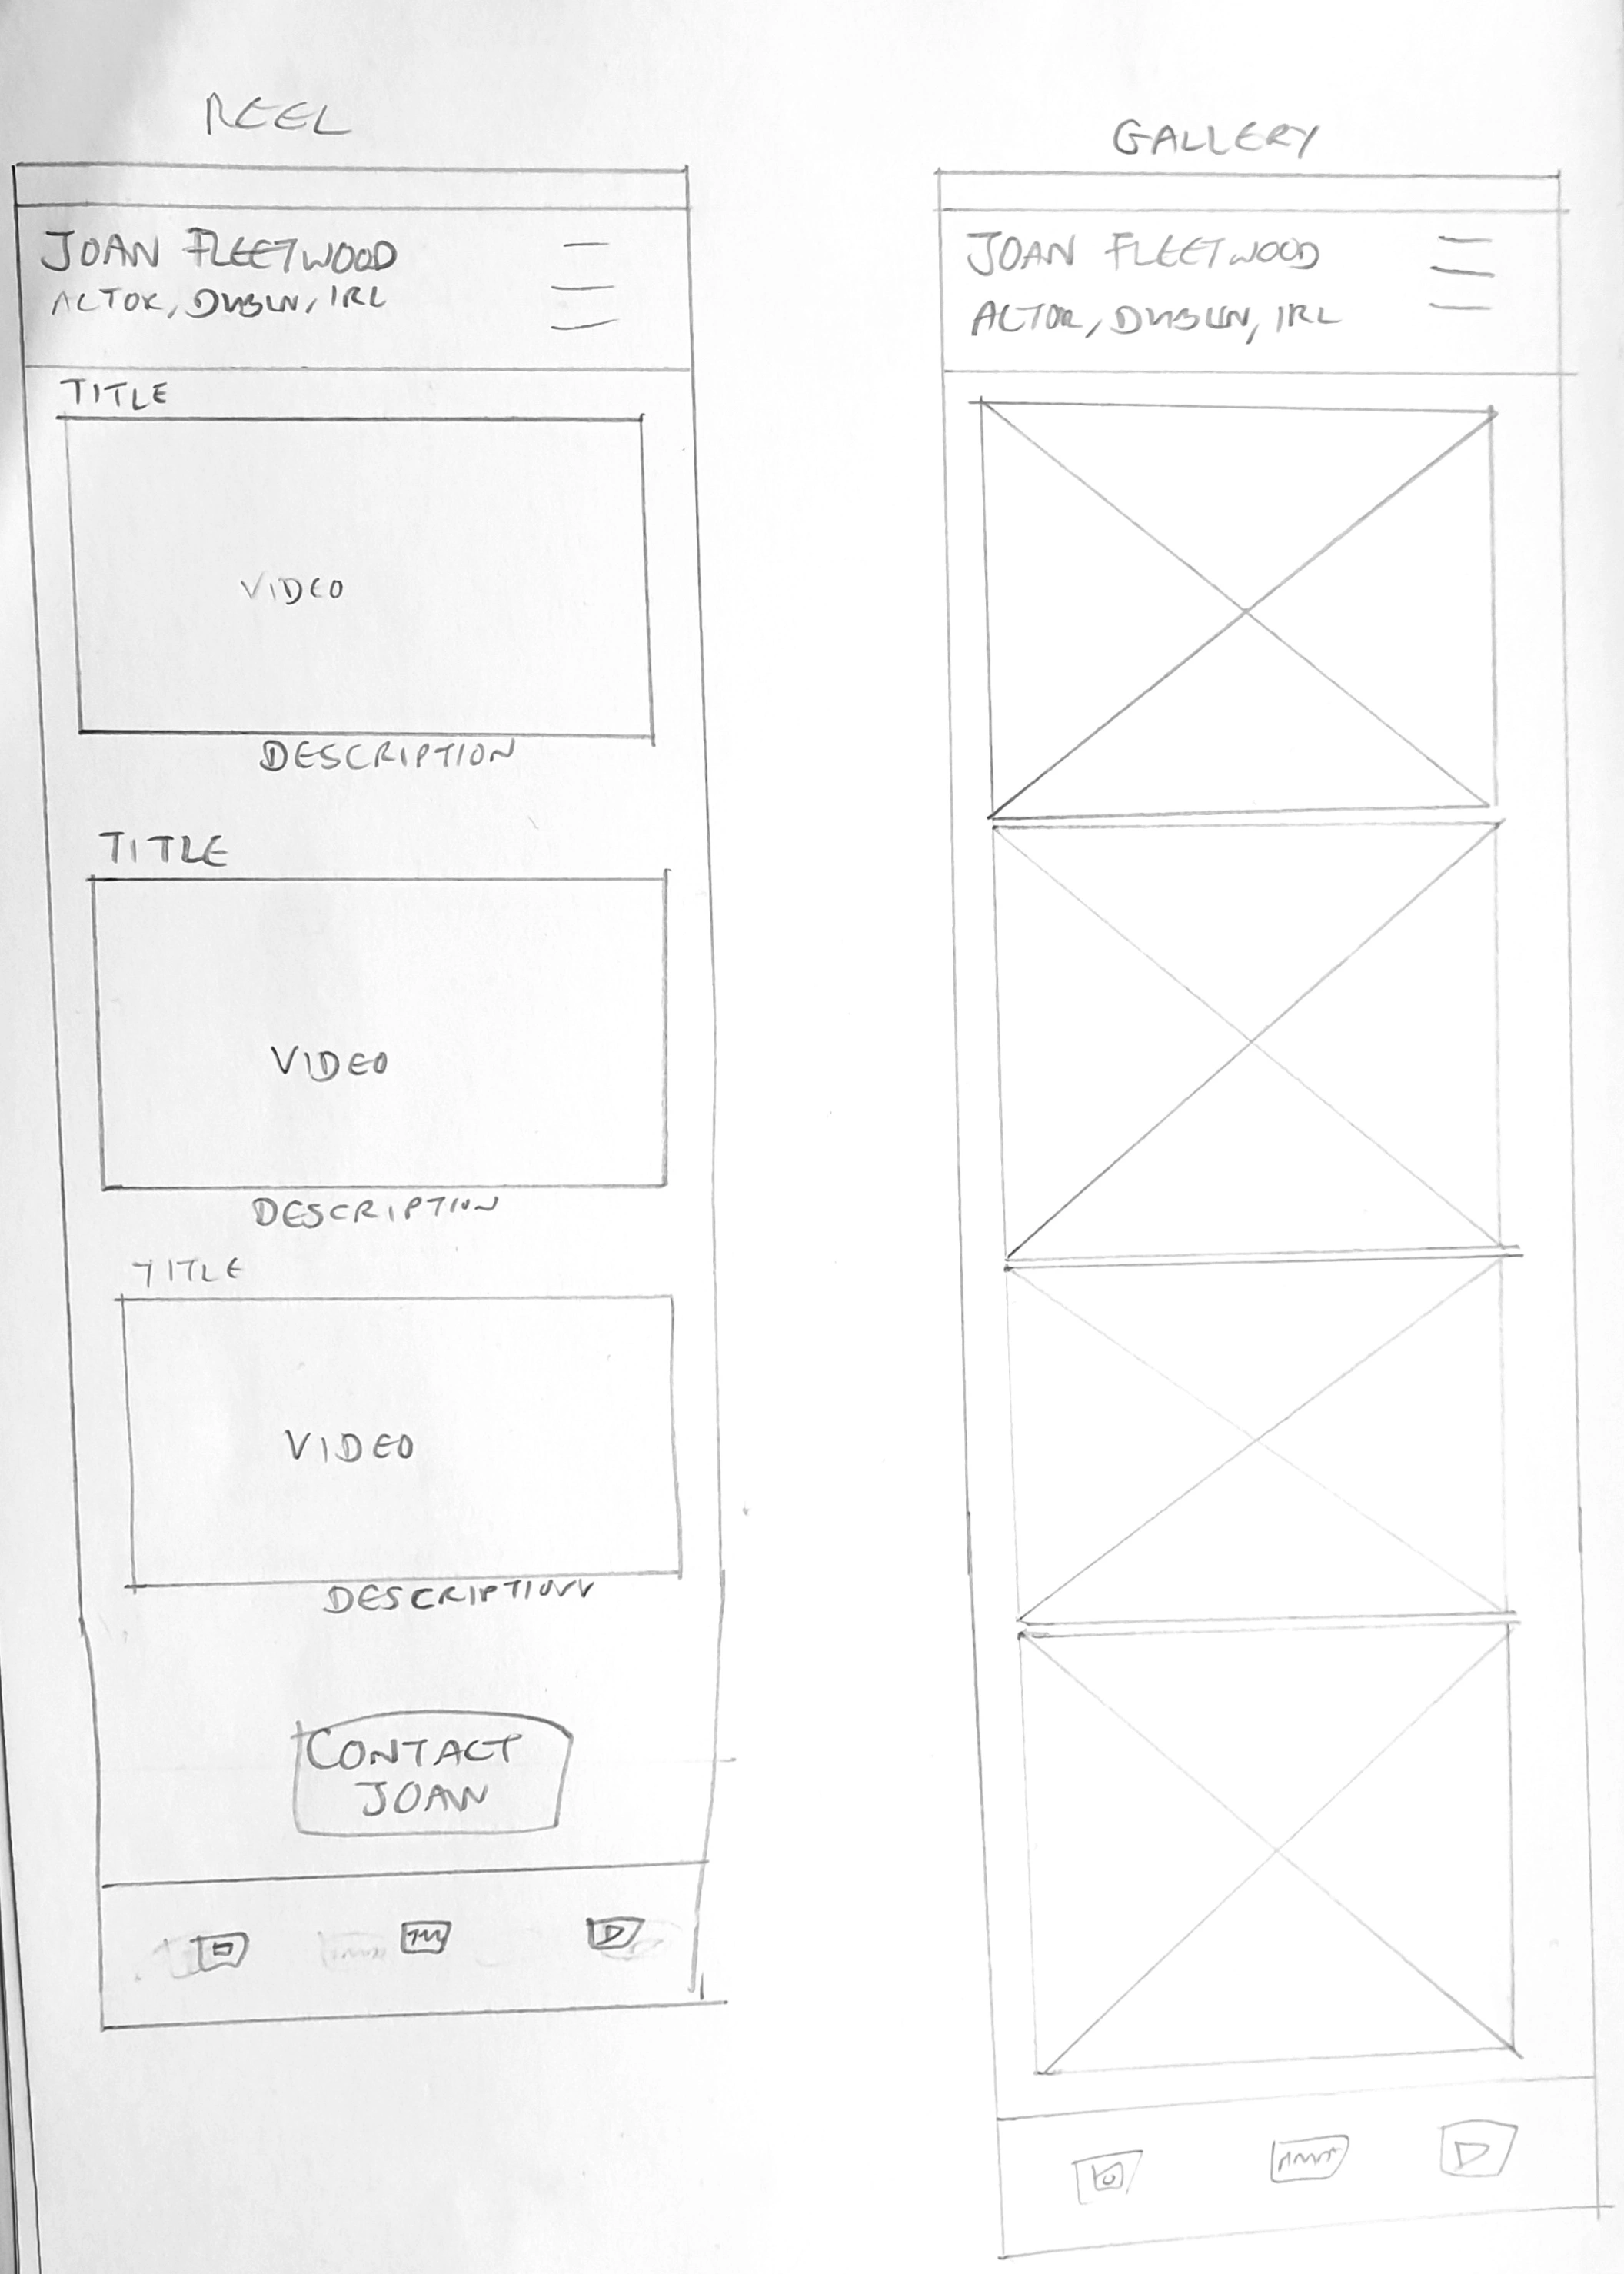 REEL
JOAN FLEETWOOD
ACTOR, DUBLIN, IRL
TITLE
VIDEO
DESCRIPTION
TITLE
VIDEO
DESCRIPTION
TITLE
VIDEO
DESCRIPTION
CONTACT
JOAN
GALLERY
JOAN FLEETWOOD
ACTOR, DUBLIN, IRL